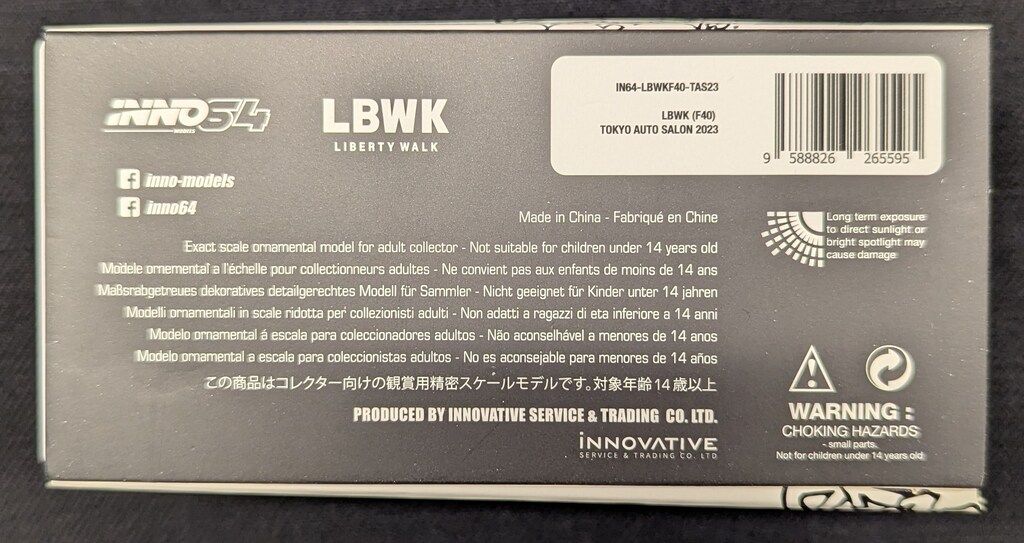 INNO64
MODELS
LBWK
LIBERTY WALK
IN64-LBWKF40-TAS23
LBWK (F40)
TOKYO AUTO SALON 2023
9 588826 265595
inno-models
inno64
Made in China - Fabriqué en Chine
Long term exposure
to direct sunlight or
bright spotlight may
cause damage
Exact scale ornamental model for adult collector - Not suitable for children under 14 years old
Modele ornemental a l'échelle pour collectionneurs adultes - Ne convient pas aux enfants de moins de 14 ans
Maßsrabgetreues dekoratives detailgerechtes Modell für Sammler - Nicht geeignet für Kinder unter 14 jahren
Modelli ornamentali in scale ridotta per collezionisti adulti - Non adatti a ragazzi di eta inferiore a 14 anni
Modelo ornamental á escala para coleccionadores adultos - Não aconselhável a menores de 14 anos
Modelo ornamental a escala para coleccionistas adultos - No es aconsejable para menores de 14 años
この商品はコレクター向けの観賞用精密スケールモデルです。対象年齢14歳以上
PRODUCED BY INNOVATIVE SERVICE & TRADING CO. LTD.
INNOVATIVE
SERVICE & TRADING CO. LTD
WARNING :
CHOKING HAZARDS
- small parts.
Not for children under 14 years old